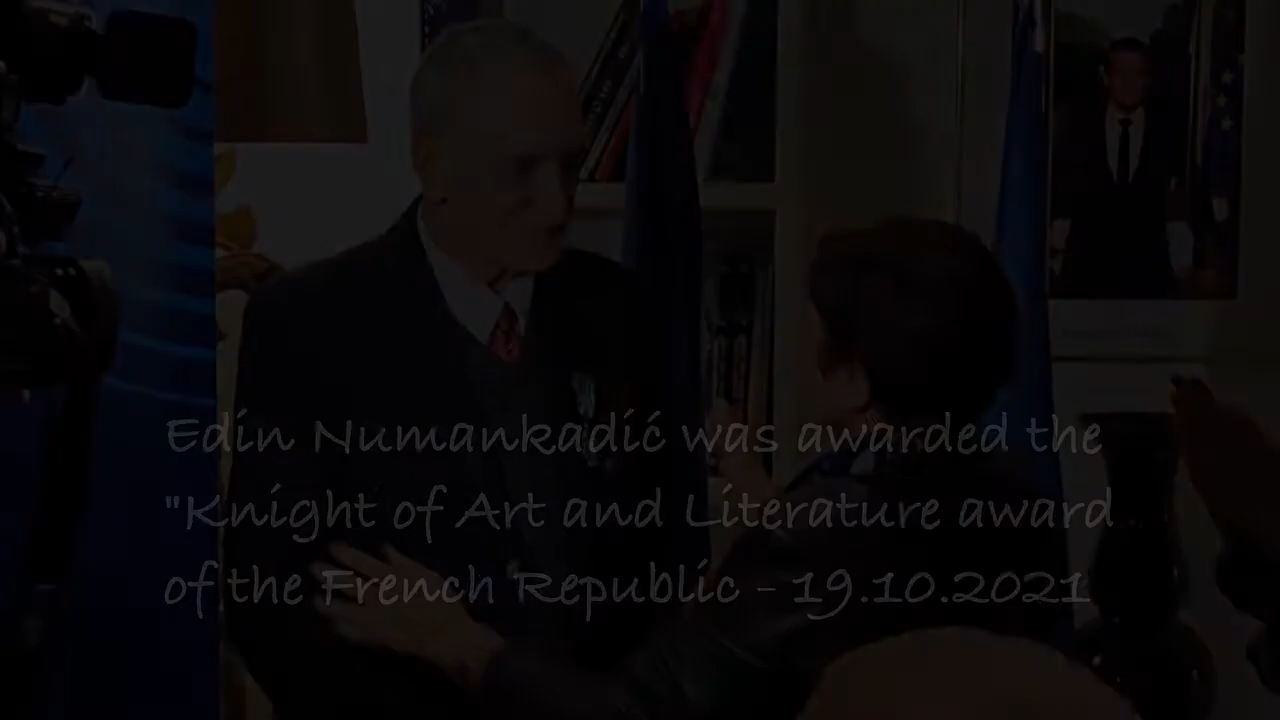 Edin Numankadić was awarded the
"Knight of Art and Literature award
of the French Republic - 19.10.2021